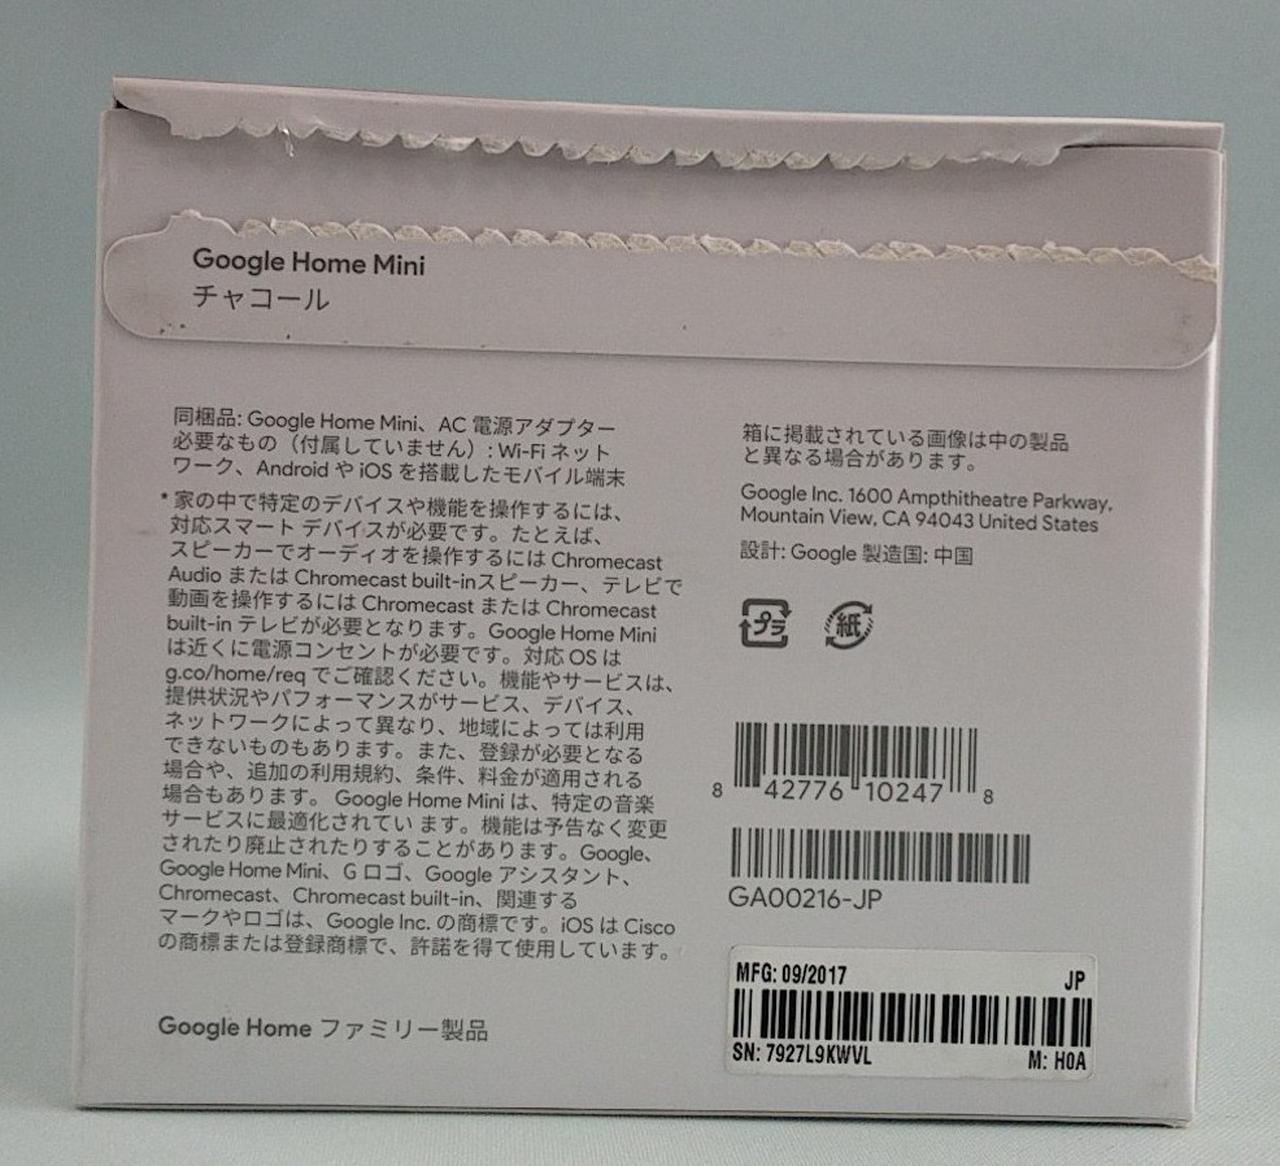 Google Home Mini
チャコール
同梱品: Google Home Mini、AC 電源アダプター
必要なもの（付属していません）: Wi-Fi ネット
ワーク、Android や iOS を搭載したモバイル端末
* 家の中で特定のデバイスや機能を操作するには、
対応スマート デバイスが必要です。たとえば、
スピーカーでオーディオを操作するには Chromecast
Audio または Chromecast built-inスピーカー、テレビで
動画を操作するには Chromecast または Chromecast
built-in テレビが必要となります。Google Home Mini
は近くに電源コンセントが必要です。対応 OS は
g.co/home/req でご確認ください。機能やサービスは、
提供状況やパフォーマンスがサービス、デバイス、
ネットワークによって異なり、地域によっては利用
できないものもあります。また、登録が必要となる
場合や、追加の利用規約、条件、料金が適用される
場合もあります。 Google Home Mini は、特定の音楽
サービスに最適化されてい ます。機能は予告なく変更
されたり廃止されたりすることがあります。Google、
Google Home Mini、G ロゴ、Google アシスタント、
Chromecast、Chromecast built-in、関連する
マークやロゴは、Google Inc. の商標です。iOS は Cisco
の商標または登録商標で、許諾を得て使用しています。
Google Home ファミリー製品
箱に掲載されている画像は中の製品
と異なる場合があります。
Google Inc. 1600 Ampthitheatre Parkway,
Mountain View, CA 94043 United States
設計: Google 製造国: 中国
プラ 紙
8 42776 10247 8
GA00216-JP
MFG: 09/2017 JP
SN: 7927L9KWVL M: H0A